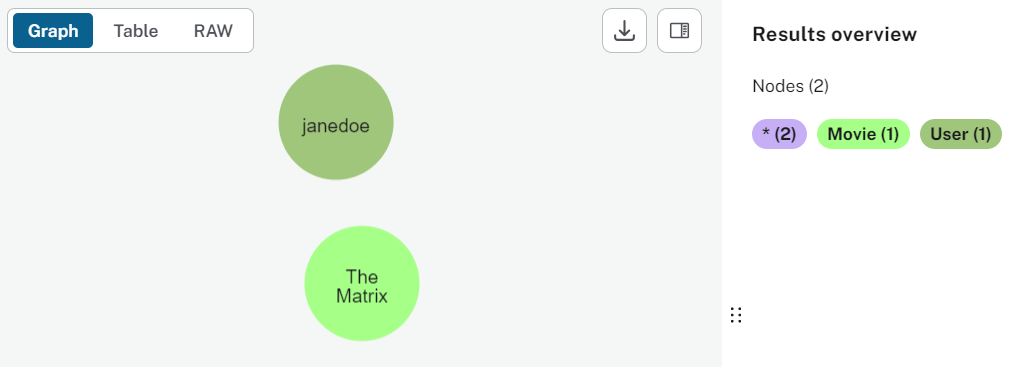 Graph Table RAW
janedoe
The
Matrix
Results overview
Nodes (2)
* (2) Movie (1) User (1)